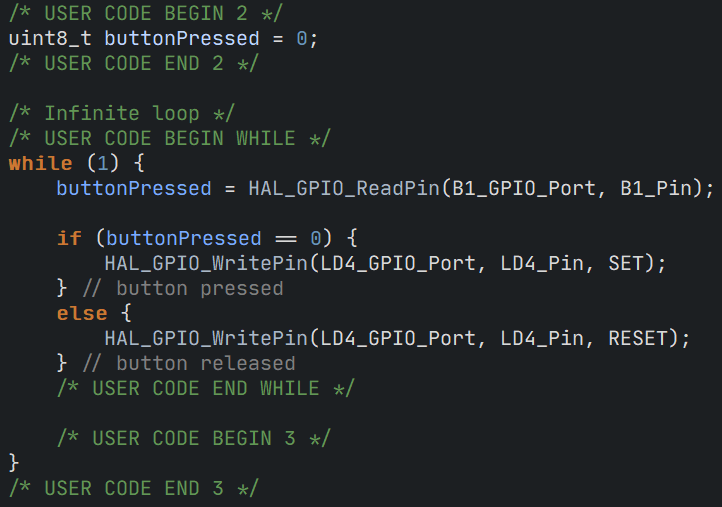 /* USER CODE BEGIN 2 */
uint8_t buttonPressed = 0;
/* USER CODE END 2 */

/* Infinite loop */
/* USER CODE BEGIN WHILE */
while (1) {
    buttonPressed = HAL_GPIO_ReadPin(B1_GPIO_Port, B1_Pin);

    if (buttonPressed == 0) {
        HAL_GPIO_WritePin(LD4_GPIO_Port, LD4_Pin, SET);
    } // button pressed
    else {
        HAL_GPIO_WritePin(LD4_GPIO_Port, LD4_Pin, RESET);
    } // button released
    /* USER CODE END WHILE */

    /* USER CODE BEGIN 3 */
}
/* USER CODE END 3 */